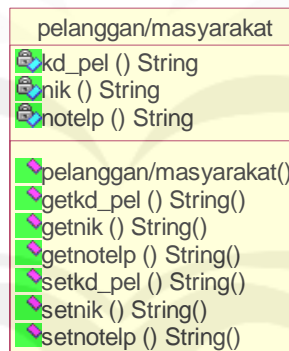 pelanggan/masyarakat
kd_pel () String
nik () String
notelp () String
pelanggan/masyarakat()
getkd_pel () String()
getnik () String()
getnotelp () String()
setkd_pel () String()
setnik () String()
setnotelp () String()